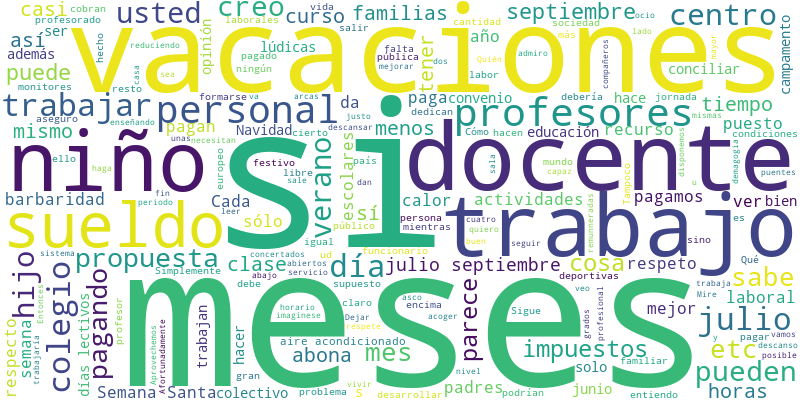 casi
cobran
profesorado
laborales
creo
vida
salir
usted
curso
familias
septiembre
sociedad
cantidad
ocio
centro
así
ser
además
opinión
hecho
vacaciones
tener
año
falta
pública
mejorar
más
Quién
admiro
lado
mayor
conciliar
campamento
puede
reduciendo
monitores
casa
sea
lúdicas
pagado
ningún
dos
labor
compañeros
debería
jornada
trabajar
resto
personal
formarse
va
arcas
da
paga
convenio
hace
tiempo
aseguro
enseñando
unas
necesitan
justo
descansar
dedican
mismas
mismo
pagan
Navidad
cierto
menos
profesores
Cómo
hacen
educación
recurso
puesto
condiciones
ello
niño
haga
festivo
europeo
libre
sale
país
dan
si
verano
escolares
sí
calor
sala
mundo
capaz
docente
Tampoco
disponemos
demagogia
u
puentes
barbaridad
fin
periodo
leer
Cada
sólo
igual
público
persona
mientras
actividades
cuatro
quiero
buen
seguir
trabajo
pagamos
remunneradas
ver
bien
es
sino
sueldo
sistema
concertados
abiertos
servicio
ud
funcionario
Qué
hijo
colegio
pagando
propuesta
Simplemente
clase
debe
abajo
día
supuesto
julio septiembre
cosa
deportivas
respeto
sabe
trabaja
Mire
laboral
respecto
semana
Entonces
trabajaría
días lectivos
profesor
Aprovechemos
Afortunadamente
trabajan
hacer
gran
horario
imagínese
claro
Dejar
respete
asco
acoger
encima
meses
parece
Sigue
veo
grados
profesional
mejor
julio
etc
pagar
vamos
y
descanso
posible
aire acondicionado
abona
mes
nivel
impuestos
solo
familiar
pueden
Semana Santa
colectivo
problema
vivir
S
desarrollar
padres
podrían
junio
entiendo
horas